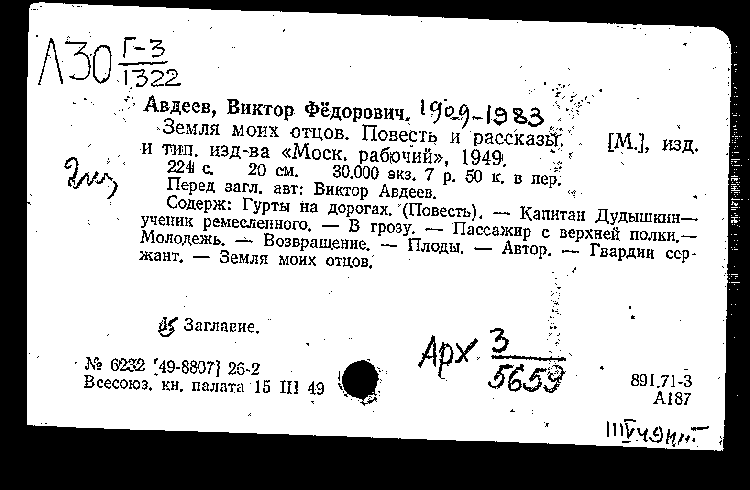 Л30 Г-3
1322
Авдеев, Виктор Фёдорович. 1909-1983
Земля моих отцов. Повесть и рассказы. [М.], изд.
и тип. изд-ва «Моск. рабочий», 1949.
224 с. 20 см. 30.000 экз. 7 р. 50 к. в пер.
Перед загл. авт: Виктор Авдеев.
Содерж: Гурты на дорогах. (Повесть). — Капитан Дудышкин—
ученик ремесленного. — В грозу. — Пассажир с верхней полки.—
Молодежь. — Возвращение. — Плоды. — Автор. — Гвардии сер-
жант. — Земля моих отцов.
Заглавие.
Арх 3
5659
№ 6232 [49-8807] 26-2
Всесоюз. кн. палата 15 III 49
891.71-3
А187